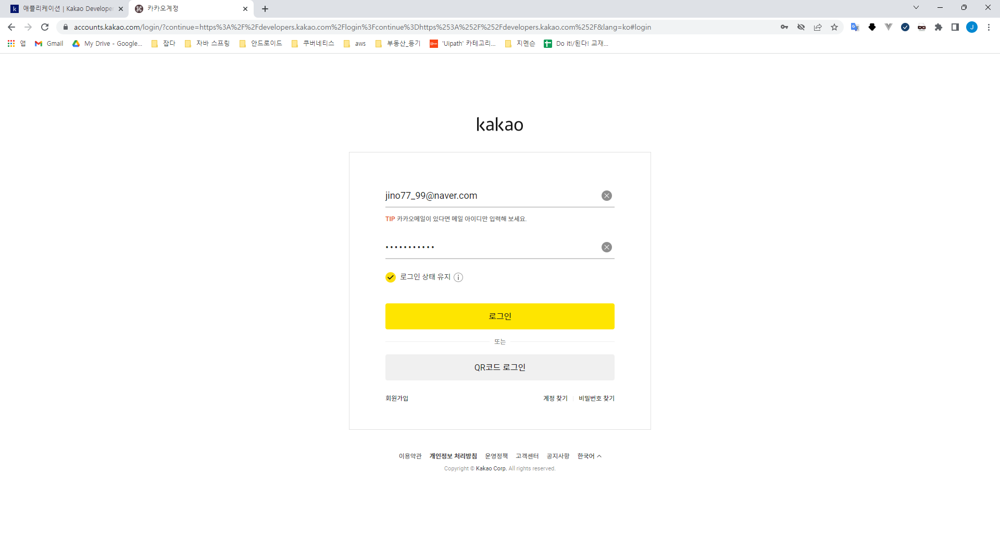 애플리케이션 | Kakao Developer
카카오계정
accounts.kakao.com/login/?continue=https%3A%2F%2Fdevelopers.kakao.com%2Flogin%3Fcontinue%3Dhttps%253A%252F%252Fdevelopers.kakao.com%252F&lang=ko#login
앱 Gmail My Drive - Google... 잡다 자바 스프링 안드로이드 쿠버네티스 aws 부동산_등기 'Uipath' 카테고리... 지멘슨 Do it!/된다! 교재...
kakao
jino77_99@naver.com
TIP 카카오메일이 있다면 메일 아이디만 입력해 보세요.
•••••••••••
로그인 상태 유지
로그인
또는
QR코드 로그인
회원가입 계정 찾기 비밀번호 찾기
이용약관 개인정보 처리방침 운영정책 고객센터 공지사항 한국어
Copyright © Kakao Corp. All rights reserved.